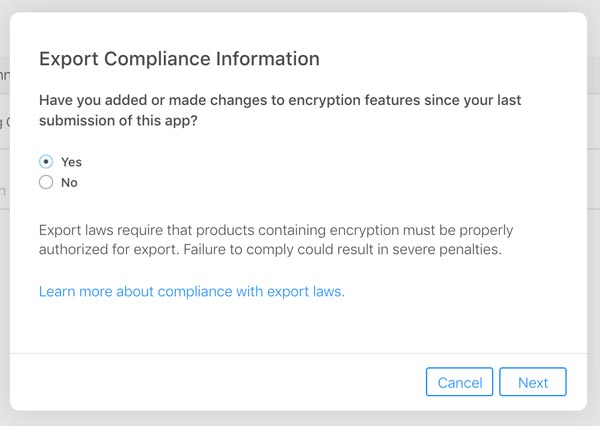 Export Compliance Information
Have you added or made changes to encryption features since your last
submission of this app?
Yes
No
Export laws require that products containing encryption must be properly
authorized for export. Failure to comply could result in severe penalties.
Learn more about compliance with export laws.
Cancel
Next